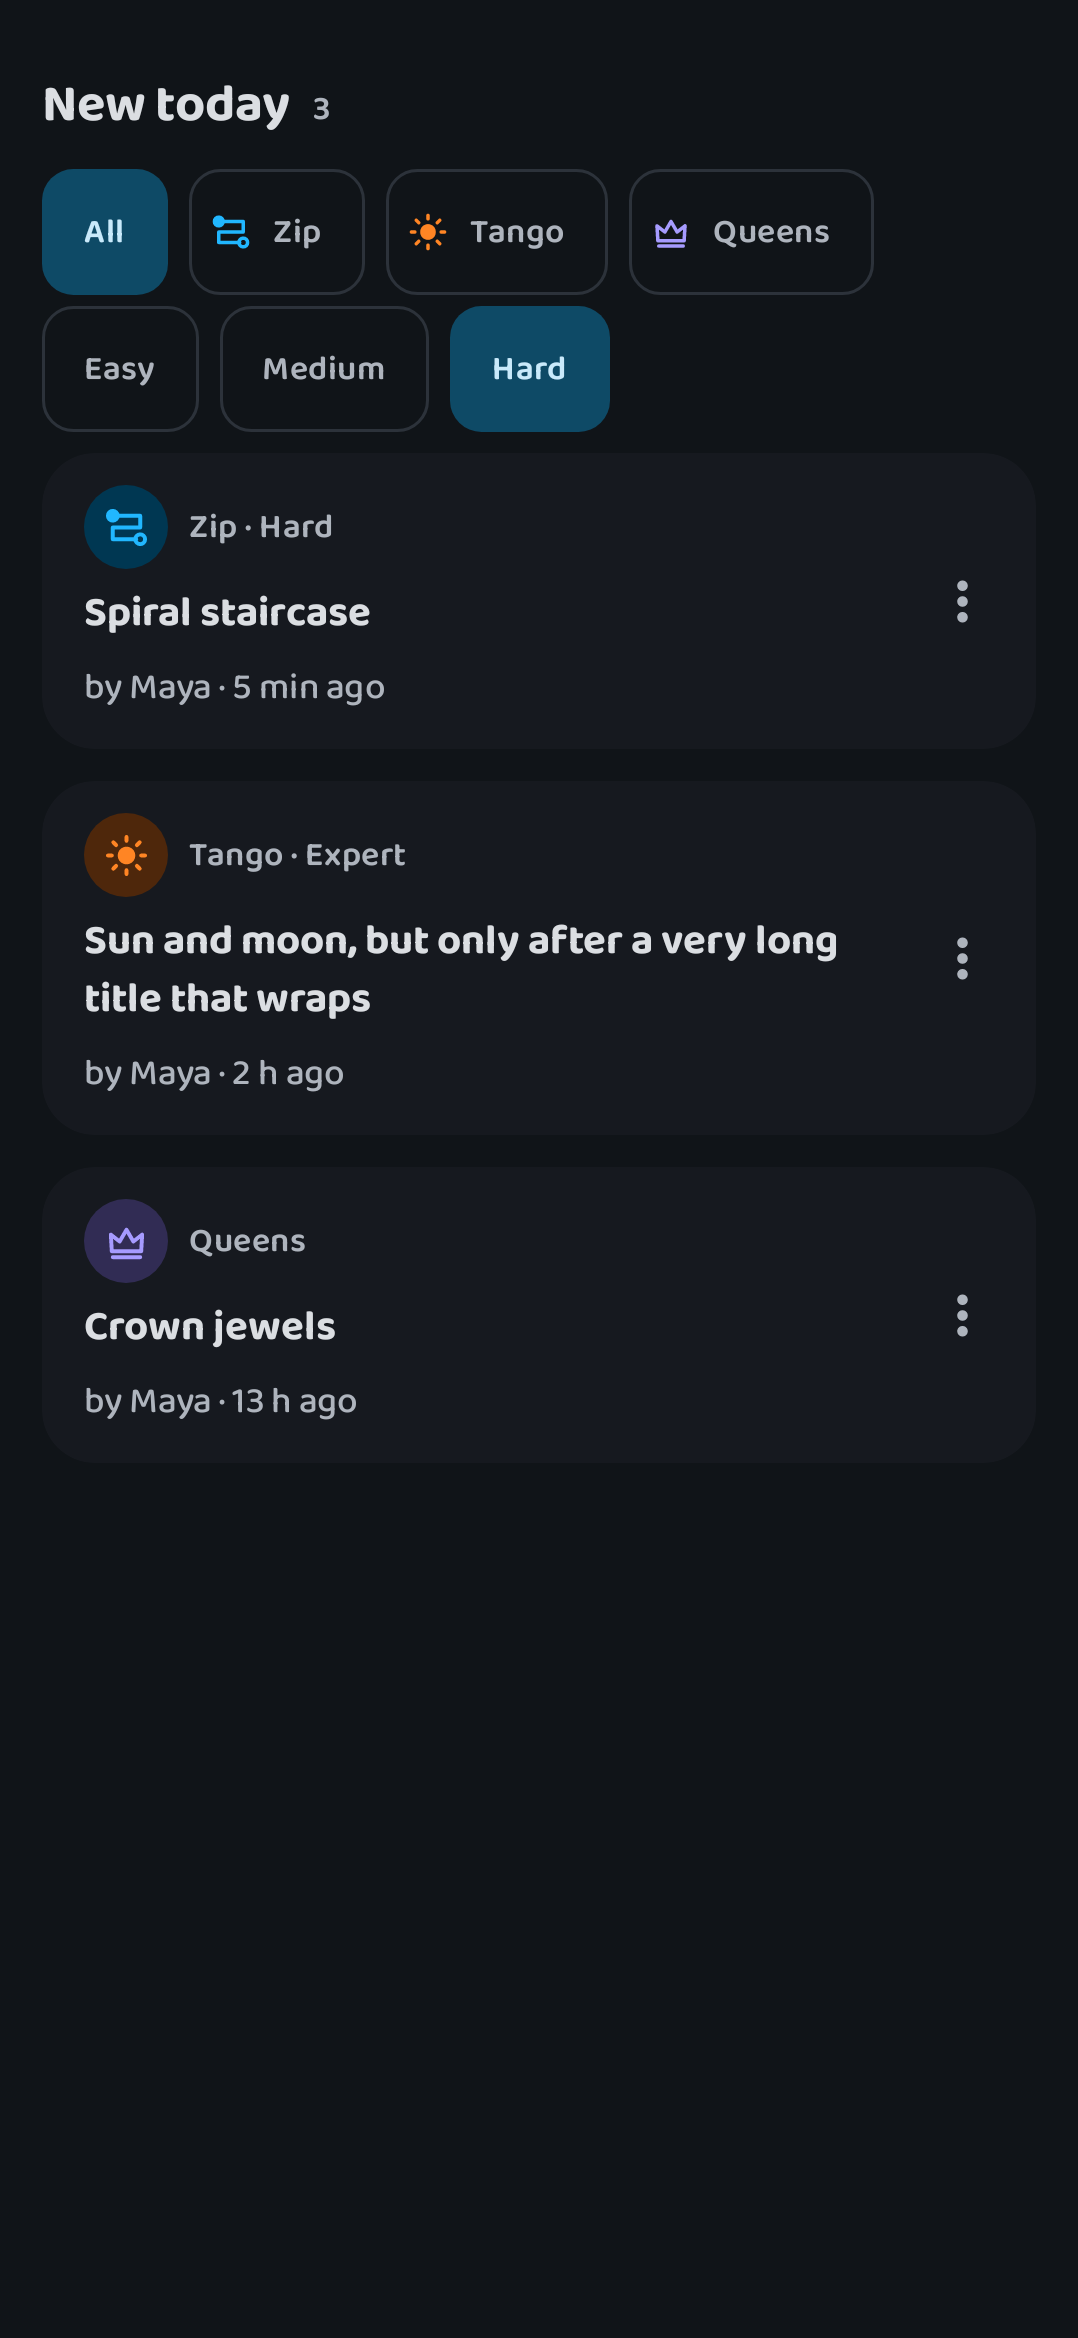 New today 3
All Zip Tango Queens
Easy Medium Hard
Zip · Hard
Spiral staircase
by Maya · 5 min ago
Tango · Expert
Sun and moon, but only after a very long
title that wraps
by Maya · 2 h ago
Queens
Crown jewels
by Maya · 13 h ago